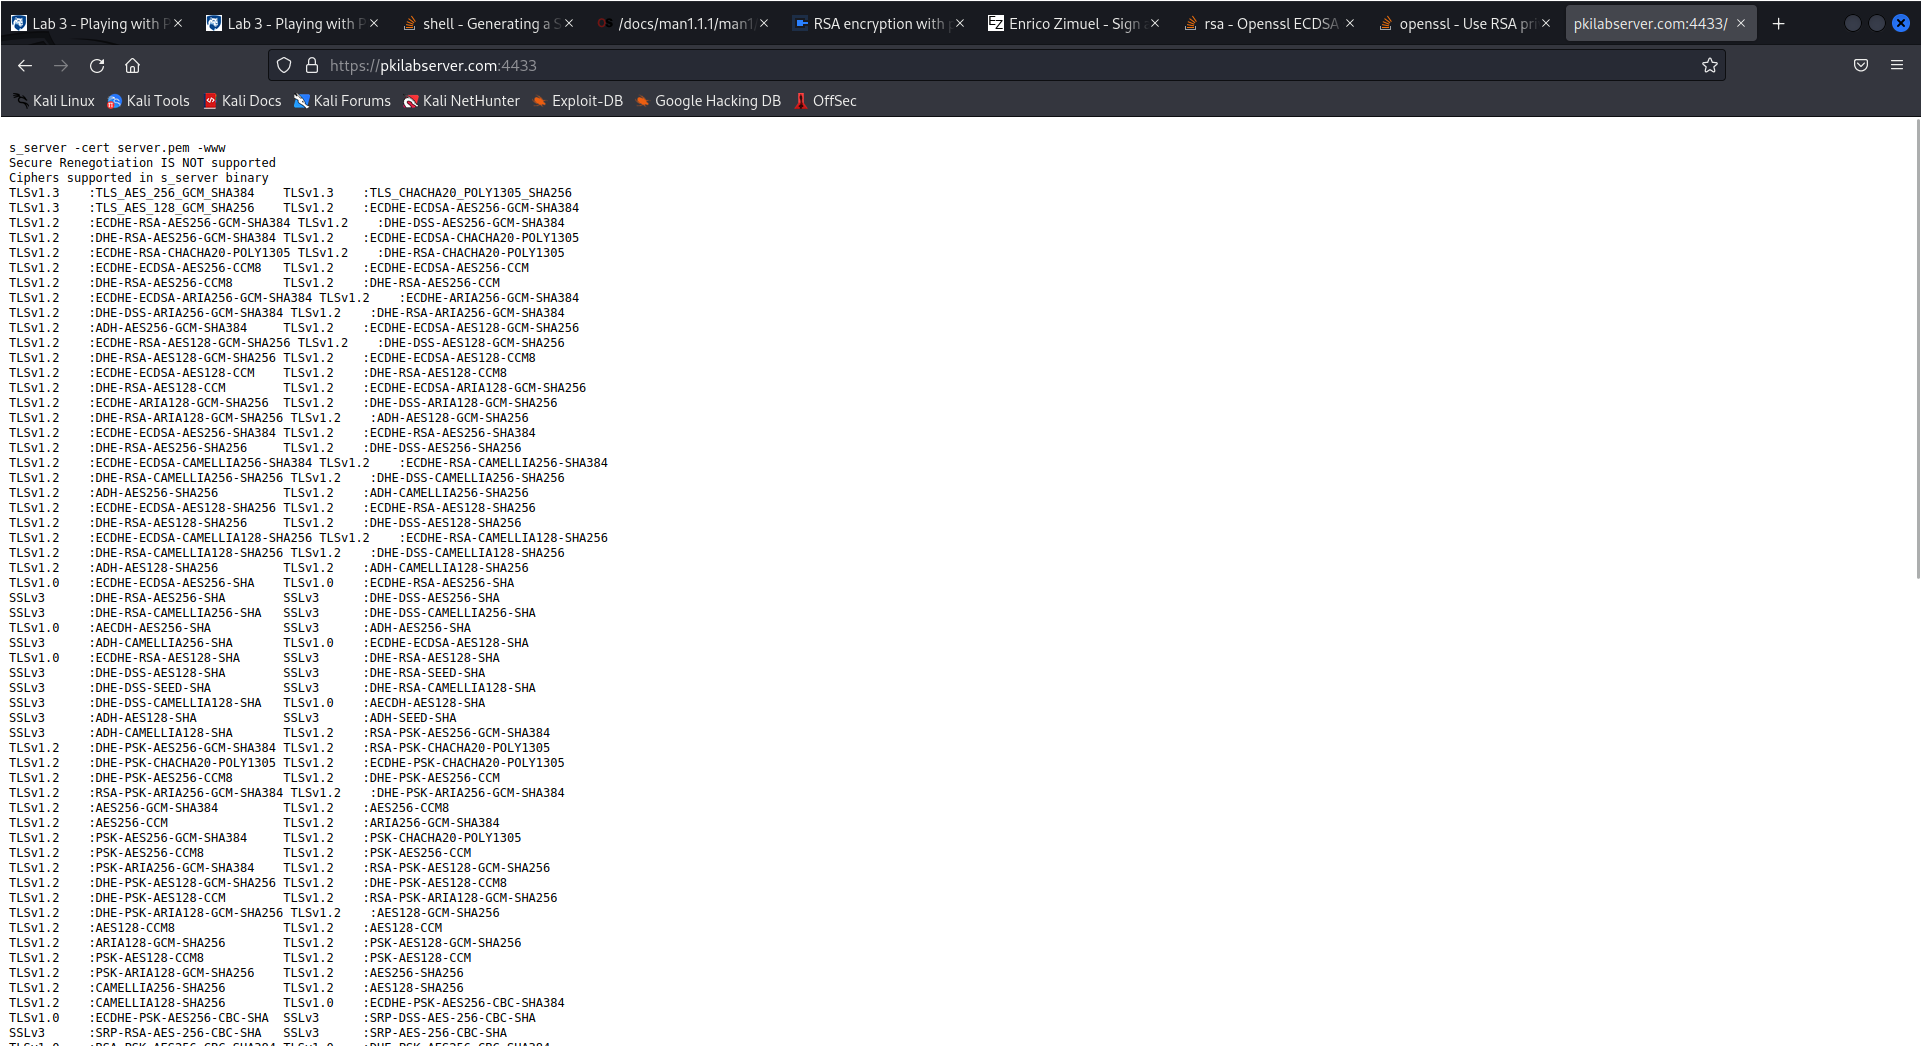 Lab 3 - Playing with P
Lab 3 - Playing with P
shell - Generating a S
/docs/man1.1.1/man1/
RSA encryption with p
Enrico Zimuel - Sign a
rsa - Openssl ECDSA
openssl - Use RSA pri
pkilabserver.com:4433/
https://pkilabserver.com:4433
Kali Linux Kali Tools Kali Docs Kali Forums Kali NetHunter Exploit-DB Google Hacking DB OffSec
s_server -cert server.pem -www
Secure Renegotiation IS NOT supported
Ciphers supported in s_server binary
TLSv1.3    :TLS_AES_256_GCM_SHA384    TLSv1.3    :TLS_CHACHA20_POLY1305_SHA256
TLSv1.3    :TLS_AES_128_GCM_SHA256    TLSv1.2    :ECDHE-ECDSA-AES256-GCM-SHA384
TLSv1.2    :ECDHE-RSA-AES256-GCM-SHA384 TLSv1.2    :DHE-DSS-AES256-GCM-SHA384
TLSv1.2    :DHE-RSA-AES256-GCM-SHA384 TLSv1.2    :ECDHE-ECDSA-CHACHA20-POLY1305
TLSv1.2    :ECDHE-RSA-CHACHA20-POLY1305 TLSv1.2    :DHE-RSA-CHACHA20-POLY1305
TLSv1.2    :ECDHE-ECDSA-AES256-CCM8   TLSv1.2    :ECDHE-ECDSA-AES256-CCM
TLSv1.2    :DHE-RSA-AES256-CCM8       TLSv1.2    :DHE-RSA-AES256-CCM
TLSv1.2    :ECDHE-ECDSA-ARIA256-GCM-SHA384 TLSv1.2    :ECDHE-ARIA256-GCM-SHA384
TLSv1.2    :DHE-DSS-ARIA256-GCM-SHA384 TLSv1.2    :DHE-RSA-ARIA256-GCM-SHA384
TLSv1.2    :ADH-AES256-GCM-SHA384     TLSv1.2    :ECDHE-ECDSA-AES128-GCM-SHA256
TLSv1.2    :ECDHE-RSA-AES128-GCM-SHA256 TLSv1.2    :DHE-DSS-AES128-GCM-SHA256
TLSv1.2    :DHE-RSA-AES128-GCM-SHA256 TLSv1.2    :ECDHE-ECDSA-AES128-CCM8
TLSv1.2    :ECDHE-ECDSA-AES128-CCM    TLSv1.2    :DHE-RSA-AES128-CCM8
TLSv1.2    :DHE-RSA-AES128-CCM        TLSv1.2    :ECDHE-ECDSA-ARIA128-GCM-SHA256
TLSv1.2    :ECDHE-ARIA128-GCM-SHA256  TLSv1.2    :DHE-DSS-ARIA128-GCM-SHA256
TLSv1.2    :DHE-RSA-ARIA128-GCM-SHA256 TLSv1.2    :ADH-AES128-GCM-SHA256
TLSv1.2    :ECDHE-ECDSA-AES256-SHA384 TLSv1.2    :ECDHE-RSA-AES256-SHA384
TLSv1.2    :DHE-RSA-AES256-SHA256     TLSv1.2    :DHE-DSS-AES256-SHA256
TLSv1.2    :ECDHE-ECDSA-CAMELLIA256-SHA384 TLSv1.2    :ECDHE-RSA-CAMELLIA256-SHA384
TLSv1.2    :DHE-RSA-CAMELLIA256-SHA256 TLSv1.2    :DHE-DSS-CAMELLIA256-SHA256
TLSv1.2    :ADH-AES256-SHA256         TLSv1.2    :ADH-CAMELLIA256-SHA256
TLSv1.2    :ECDHE-ECDSA-AES128-SHA256 TLSv1.2    :ECDHE-RSA-AES128-SHA256
TLSv1.2    :DHE-RSA-AES128-SHA256     TLSv1.2    :DHE-DSS-AES128-SHA256
TLSv1.2    :ECDHE-ECDSA-CAMELLIA128-SHA256 TLSv1.2    :ECDHE-RSA-CAMELLIA128-SHA256
TLSv1.2    :DHE-RSA-CAMELLIA128-SHA256 TLSv1.2    :DHE-DSS-CAMELLIA128-SHA256
TLSv1.2    :ADH-AES128-SHA256         TLSv1.2    :ADH-CAMELLIA128-SHA256
TLSv1.0    :ECDHE-ECDSA-AES256-SHA    TLSv1.0    :ECDHE-RSA-AES256-SHA
SSLv3      :DHE-RSA-AES256-SHA        SSLv3      :DHE-DSS-AES256-SHA
SSLv3      :DHE-RSA-CAMELLIA256-SHA   SSLv3      :DHE-DSS-CAMELLIA256-SHA
TLSv1.0    :AECDH-AES256-SHA          SSLv3      :ADH-AES256-SHA
SSLv3      :ADH-CAMELLIA256-SHA       TLSv1.0    :ECDHE-ECDSA-AES128-SHA
TLSv1.0    :ECDHE-RSA-AES128-SHA      SSLv3      :DHE-RSA-AES128-SHA
SSLv3      :DHE-DSS-AES128-SHA        SSLv3      :DHE-RSA-SEED-SHA
SSLv3      :DHE-DSS-SEED-SHA          SSLv3      :DHE-RSA-CAMELLIA128-SHA
SSLv3      :DHE-DSS-CAMELLIA128-SHA   TLSv1.0    :AECDH-AES128-SHA
SSLv3      :ADH-AES128-SHA            SSLv3      :ADH-SEED-SHA
SSLv3      :ADH-CAMELLIA128-SHA       TLSv1.2    :RSA-PSK-AES256-GCM-SHA384
TLSv1.2    :DHE-PSK-AES256-GCM-SHA384 TLSv1.2    :RSA-PSK-CHACHA20-POLY1305
TLSv1.2    :DHE-PSK-CHACHA20-POLY1305 TLSv1.2    :ECDHE-PSK-CHACHA20-POLY1305
TLSv1.2    :DHE-PSK-AES256-CCM8       TLSv1.2    :DHE-PSK-AES256-CCM
TLSv1.2    :RSA-PSK-ARIA256-GCM-SHA384 TLSv1.2    :DHE-PSK-ARIA256-GCM-SHA384
TLSv1.2    :AES256-GCM-SHA384         TLSv1.2    :AES256-CCM8
TLSv1.2    :AES256-CCM                TLSv1.2    :ARIA256-GCM-SHA384
TLSv1.2    :PSK-AES256-GCM-SHA384     TLSv1.2    :PSK-CHACHA20-POLY1305
TLSv1.2    :PSK-AES256-CCM8           TLSv1.2    :PSK-AES256-CCM
TLSv1.2    :PSK-ARIA256-GCM-SHA384    TLSv1.2    :RSA-PSK-AES128-GCM-SHA256
TLSv1.2    :DHE-PSK-AES128-GCM-SHA256 TLSv1.2    :DHE-PSK-AES128-CCM8
TLSv1.2    :DHE-PSK-AES128-CCM        TLSv1.2    :RSA-PSK-ARIA128-GCM-SHA256
TLSv1.2    :DHE-PSK-ARIA128-GCM-SHA256 TLSv1.2    :AES128-GCM-SHA256
TLSv1.2    :AES128-CCM8               TLSv1.2    :AES128-CCM
TLSv1.2    :ARIA128-GCM-SHA256        TLSv1.2    :PSK-AES128-GCM-SHA256
TLSv1.2    :PSK-AES128-CCM8           TLSv1.2    :PSK-AES128-CCM
TLSv1.2    :PSK-ARIA128-GCM-SHA256    TLSv1.2    :AES256-SHA256
TLSv1.2    :CAMELLIA256-SHA256        TLSv1.2    :AES128-SHA256
TLSv1.2    :CAMELLIA128-SHA256        TLSv1.0    :ECDHE-PSK-AES256-CBC-SHA384
TLSv1.0    :ECDHE-PSK-AES256-CBC-SHA  SSLv3      :SRP-DSS-AES-256-CBC-SHA
SSLv3      :SRP-RSA-AES-256-CBC-SHA   SSLv3      :SRP-AES-256-CBC-SHA
TLSv1.0    :RSA-PSK-AES256-CBC-SHA384 TLSv1.0    :DHE-PSK-AES256-CBC-SHA384